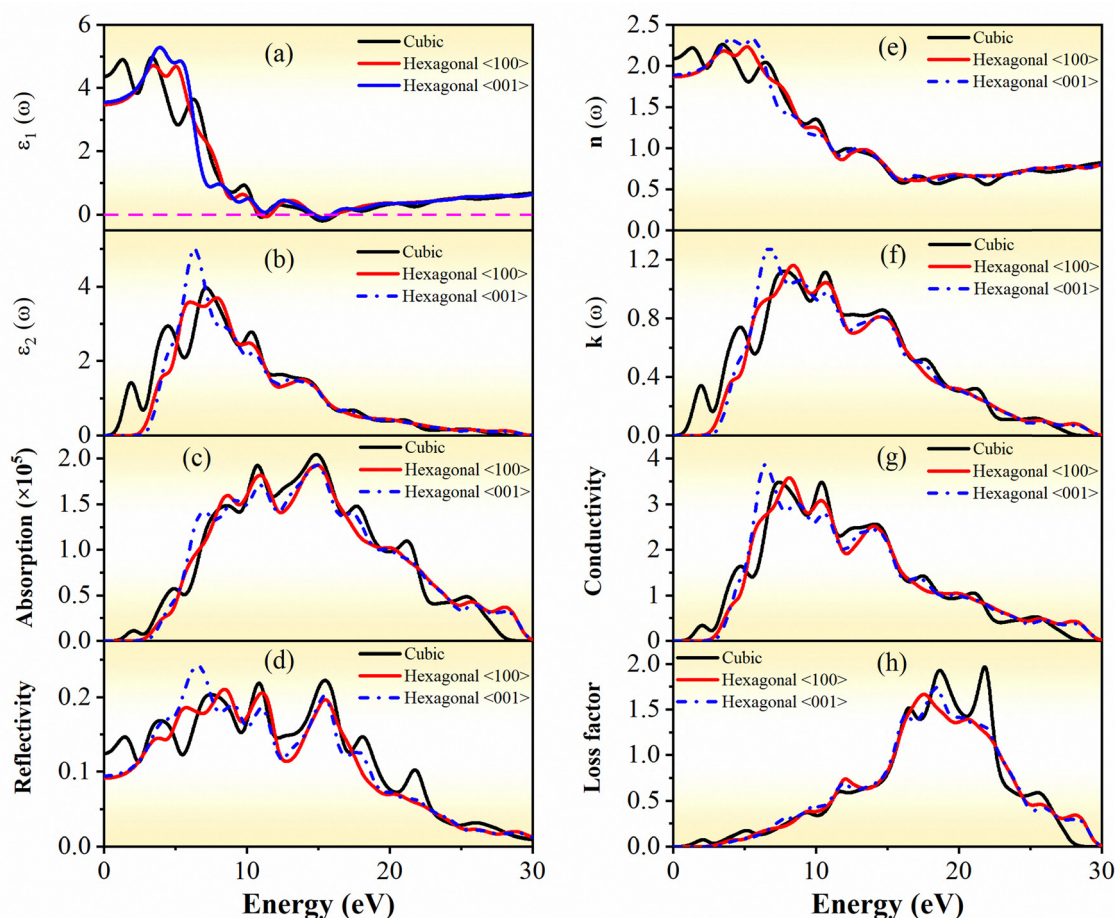 6
4
2
0
ε₁ (ω)
(a)
Cubic
Hexagonal <100>
Hexagonal <001>
4
2
0
ε₂ (ω)
(b)
Cubic
Hexagonal <100>
Hexagonal <001>
2.0
1.5
1.0
0.5
0.0
Absorption (×10⁵)
(c)
Cubic
Hexagonal <100>
Hexagonal <001>
0.2
0.1
0.0
Reflectivity
(d)
Cubic
Hexagonal <100>
Hexagonal <001>
0 5 10 15 20 30
Energy (eV)
2.5
2.0
1.5
1.0
0.5
0.0
n (ω)
(e)
Cubic
Hexagonal <100>
Hexagonal <001>
1.2
0.8
0.4
0.0
k (ω)
(f)
Cubic
Hexagonal <100>
Hexagonal <001>
4
3
2
1
0
Conductivity
(g)
Cubic
Hexagonal <100>
Hexagonal <001>
2.0
1.5
1.0
0.5
0.0
Loss factor
(h)
Cubic
Hexagonal <100>
Hexagonal <001>
0 10 20 30
Energy (eV)